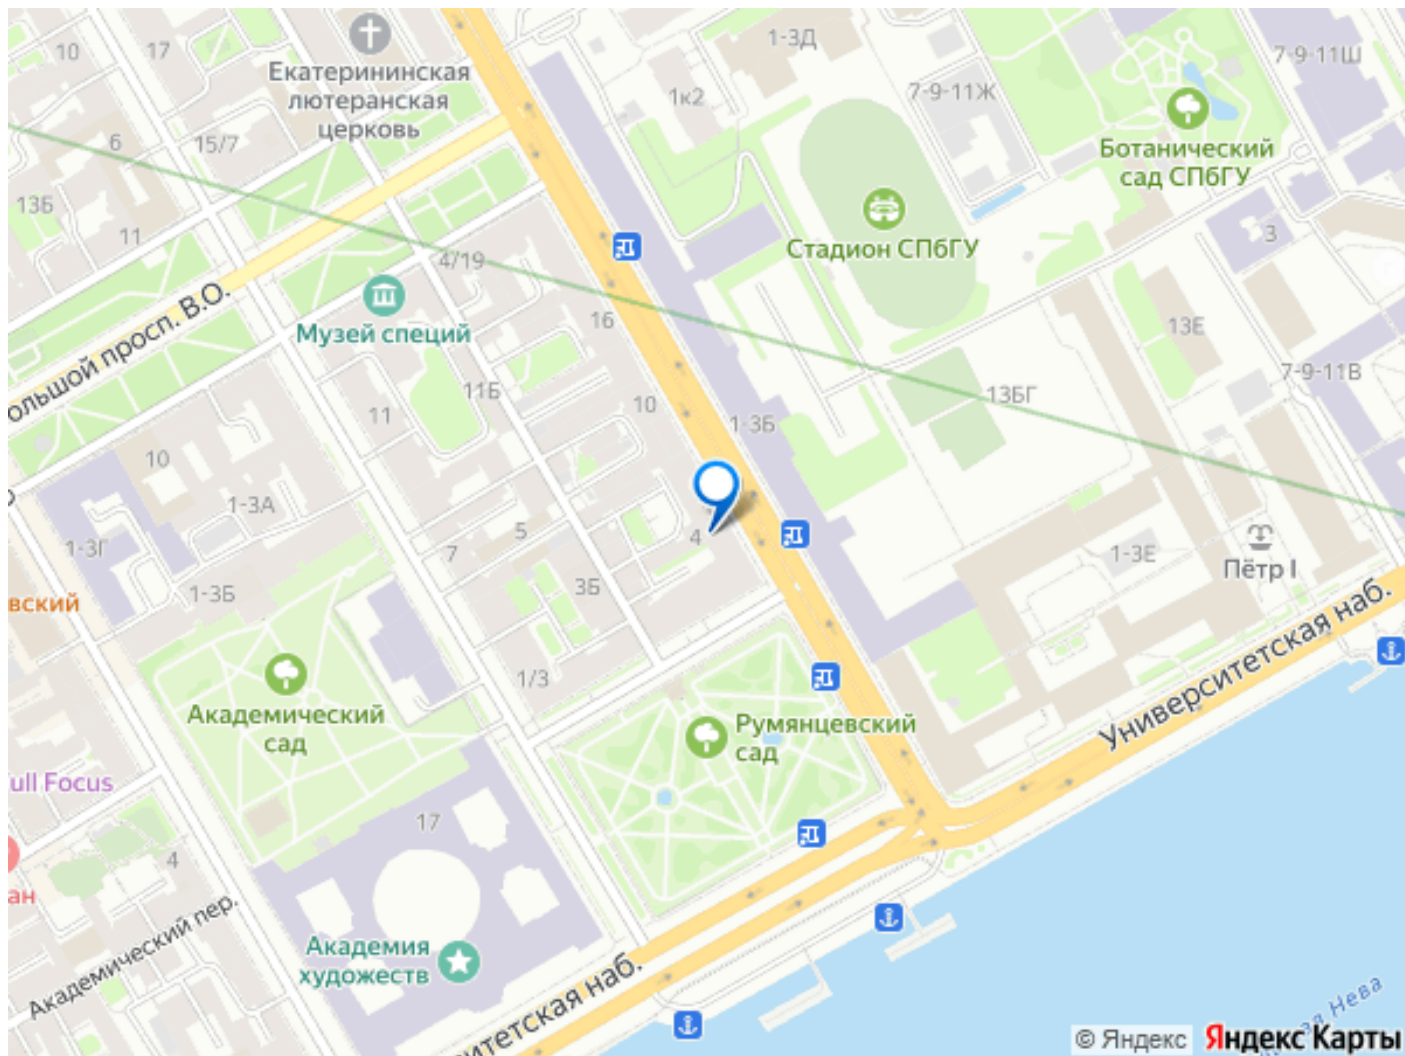 10
17
Екатерининская
лютеранская
церковь
1-3Д
1к2
7-9-11Ж
7-9-11Ш
Ботанический
сад СПбГУ
6
15/7
13Б
11
Стадион СПбГУ
3
4/19
Музей специй
16
13Е
7-9-11В
ольшой просп. В.О.
11Б
11
10
1-3Б
13БГ
10
1-3А
4
5
7
1-3Г
1-3Е
Пётр I
3Б
вский
1-3Б
Университетская наб.
1/3
Академический
сад
Румянцевский
сад
ull Focus
17
4
ан
Академический пер.
Академия
художеств
итетская наб.
ая Нева
© Яндекс Яндекс Карты